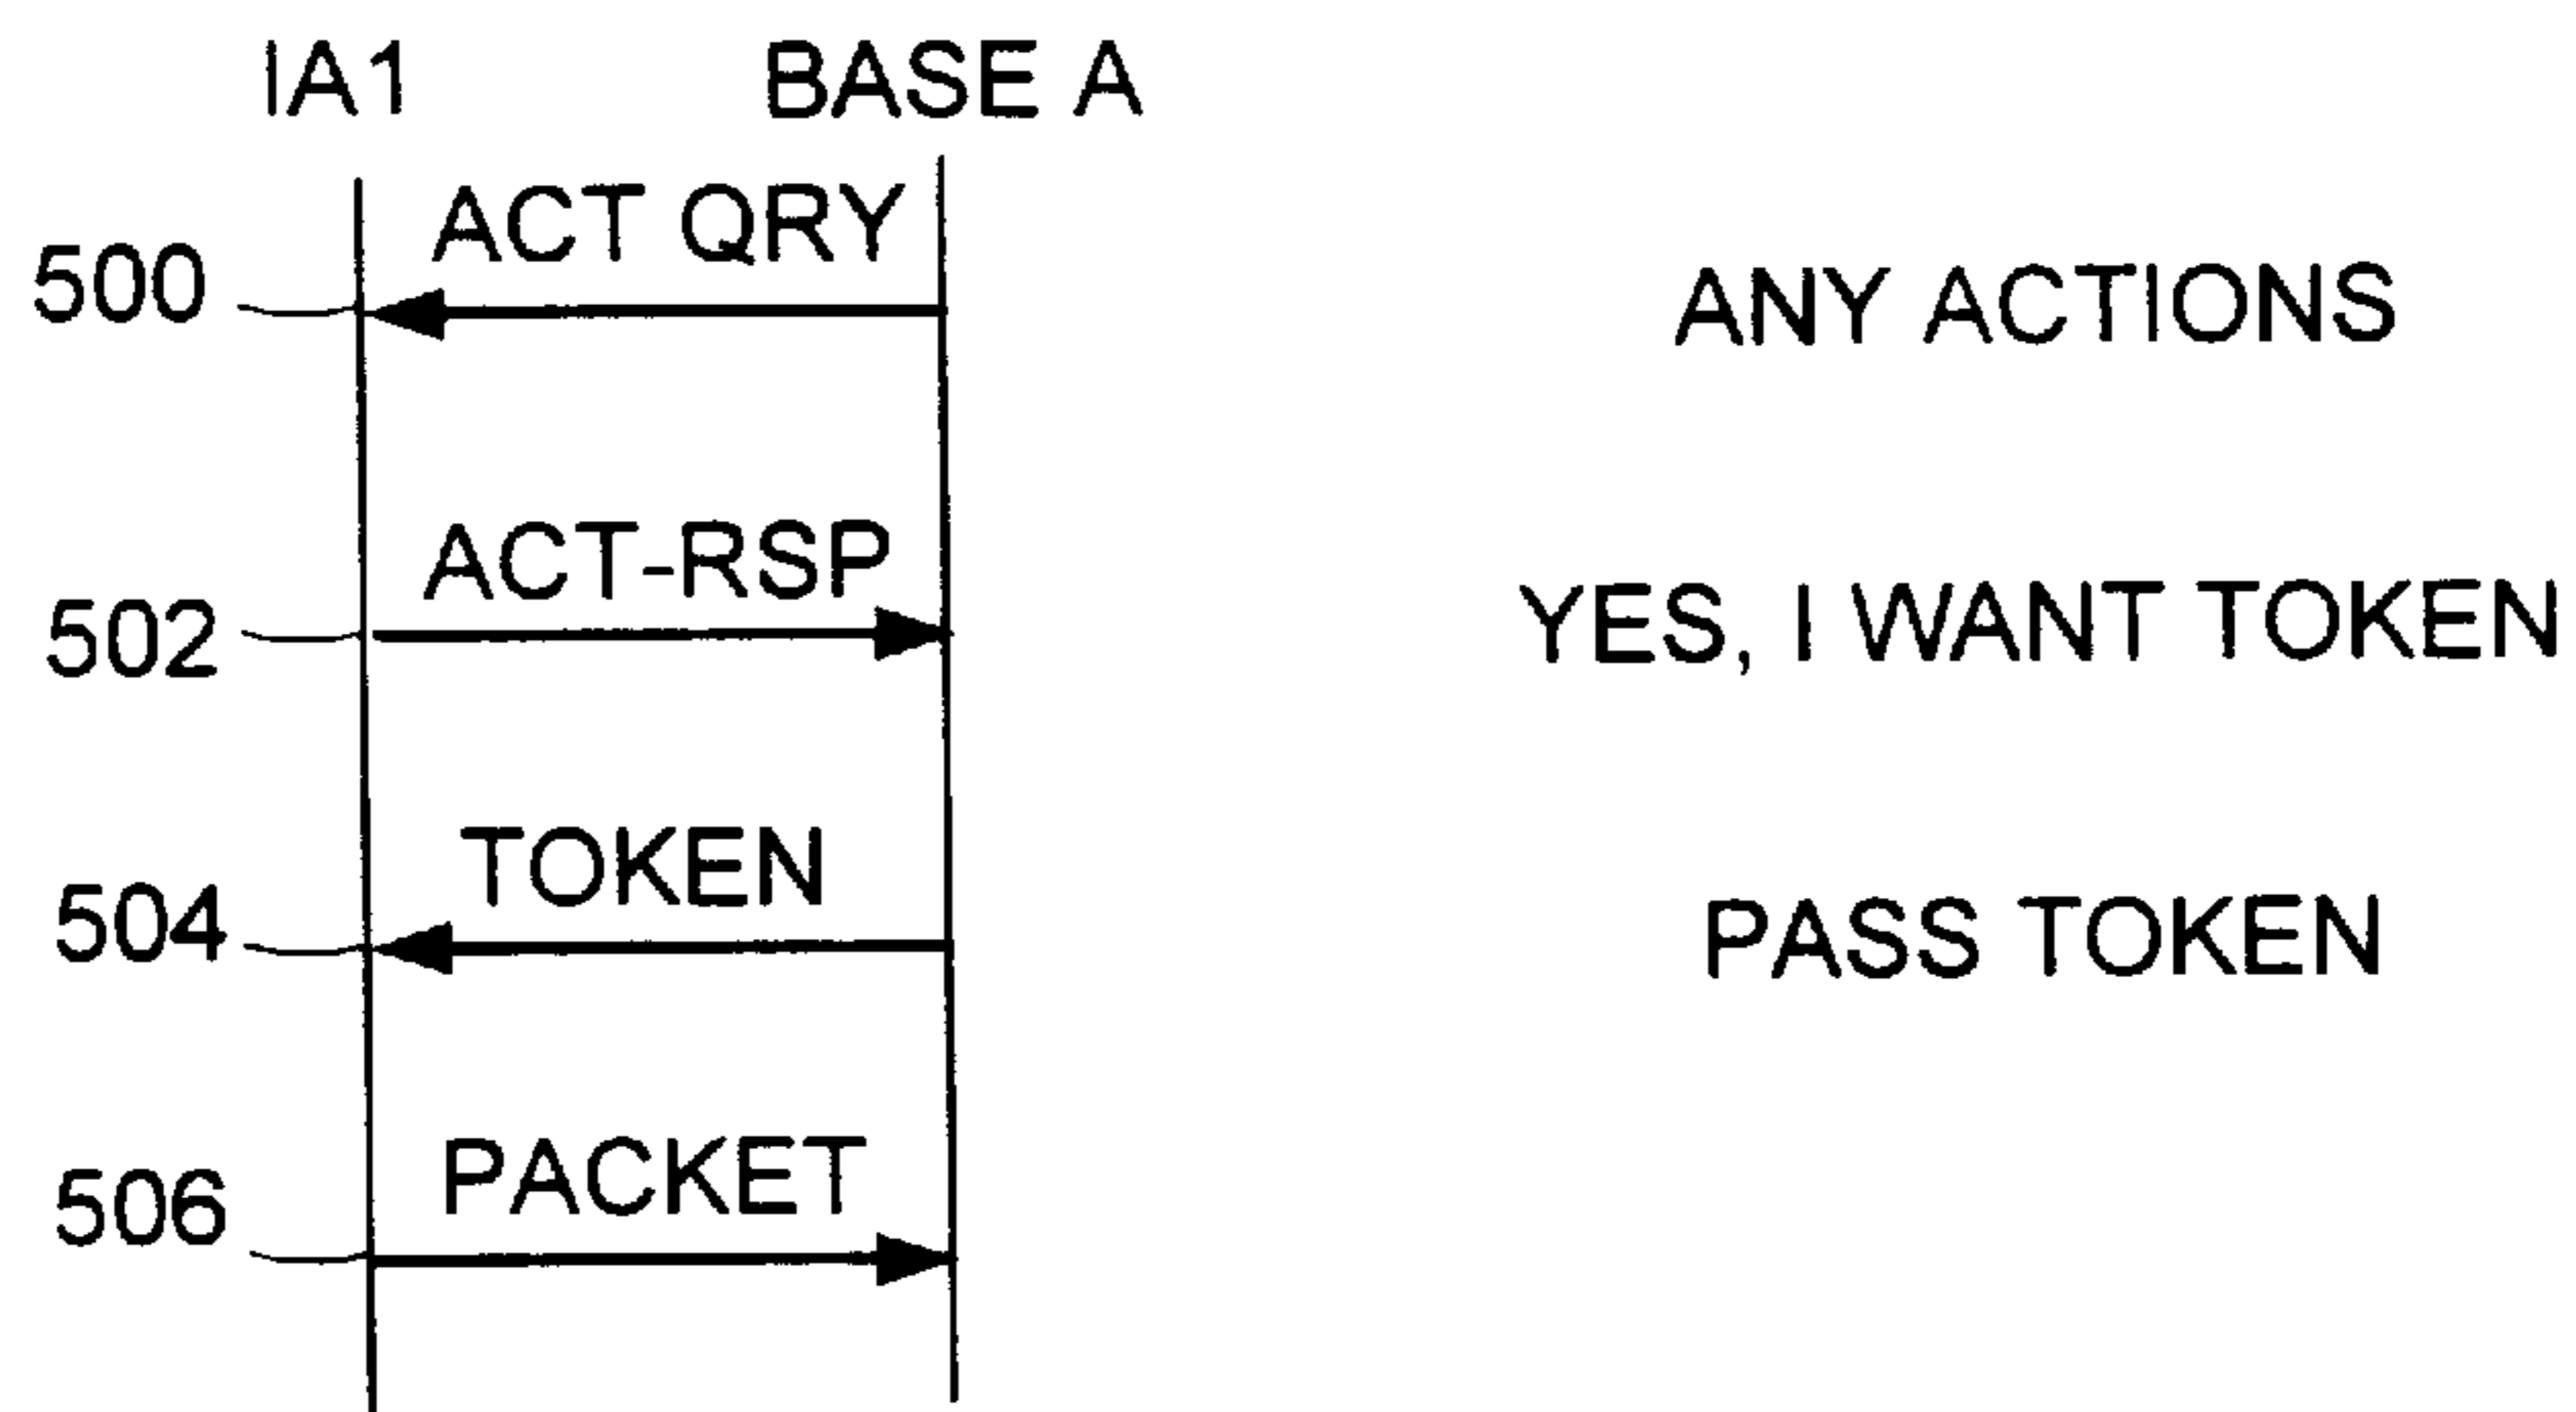 IA1 BASE A
ACT QRY
500 ANY ACTIONS
ACT-RSP
502 YES, I WANT TOKEN
TOKEN
504 PASS TOKEN
PACKET
506